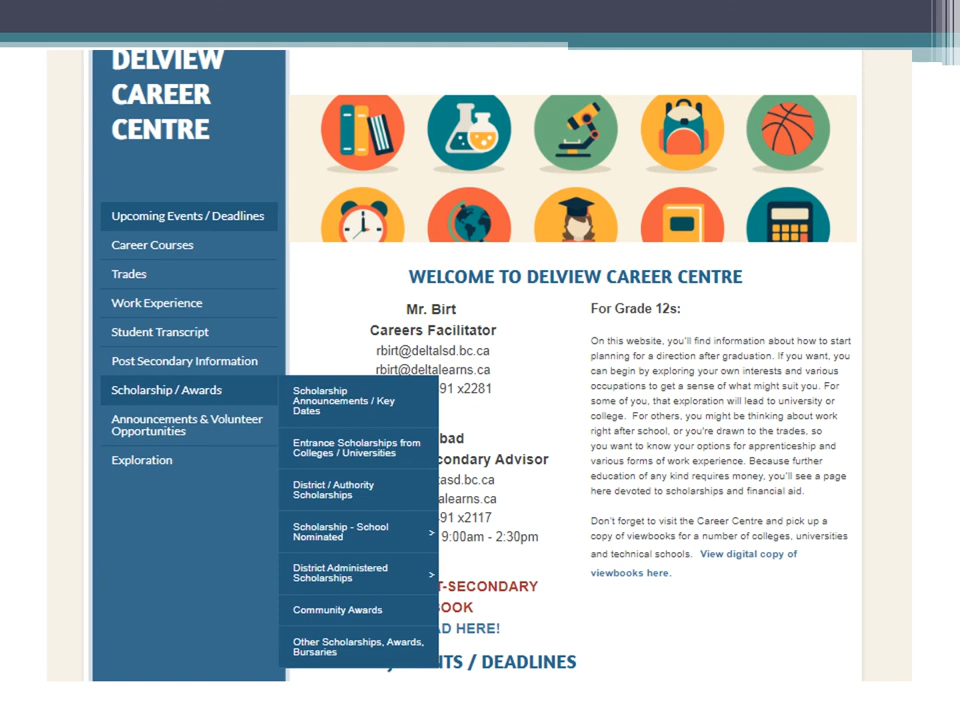 DELVIEW
CAREER
CENTRE
Upcoming Events / Deadlines
Career Courses
Trades
Work Experience
Student Transcript
Post Secondary Information
Scholarship / Awards
Announcements & Volunteer
Opportunities
Exploration
Scholarship
Announcements / Key
Dates
Entrance Scholarships from
Colleges / Universities
District / Authority
Scholarships
Scholarship - School
Nominated >
District Administered
Scholarships >
Community Awards
Other Scholarships, Awards,
Bursaries
WELCOME TO DELVIEW CAREER CENTRE
Mr. Birt
Careers Facilitator
rbirt@deltalsd.bc.ca
rbirt@deltalearns.ca
91 x2281
bad
condary Advisor
asd.bc.ca
alearns.ca
91 x2117
9:00am - 2:30pm
T-SECONDARY
OOK
AD HERE!
NTS / DEADLINES
For Grade 12s:
On this website, you'll find information about how to start
planning for a direction after graduation. If you want, you
can begin by exploring your own interests and various
occupations to get a sense of what might suit you. For
some of you, that exploration will lead to university or
college. For others, you might be thinking about work
right after school, or you're drawn to the trades, so
you want to know your options for apprenticeship and
various forms of work experience. Because further
education of any kind requires money, you'll see a page
here devoted to scholarships and financial aid.
Don't forget to visit the Career Centre and pick up a
copy of viewbooks for a number of colleges, universities
and technical schools. View digital copy of
viewbooks here.